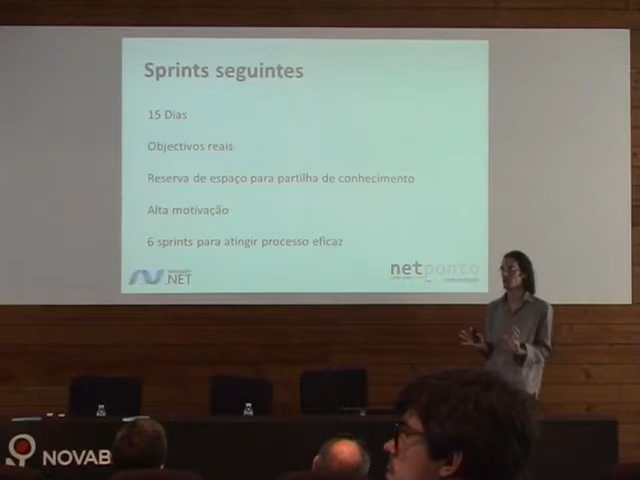 Sprints seguintes
15 Dias
Objectivos reais
Reserva de espaço para partilha de conhecimento
Alta motivação
6 sprints para atingir processo eficaz
.NET
netponto
NOVAB